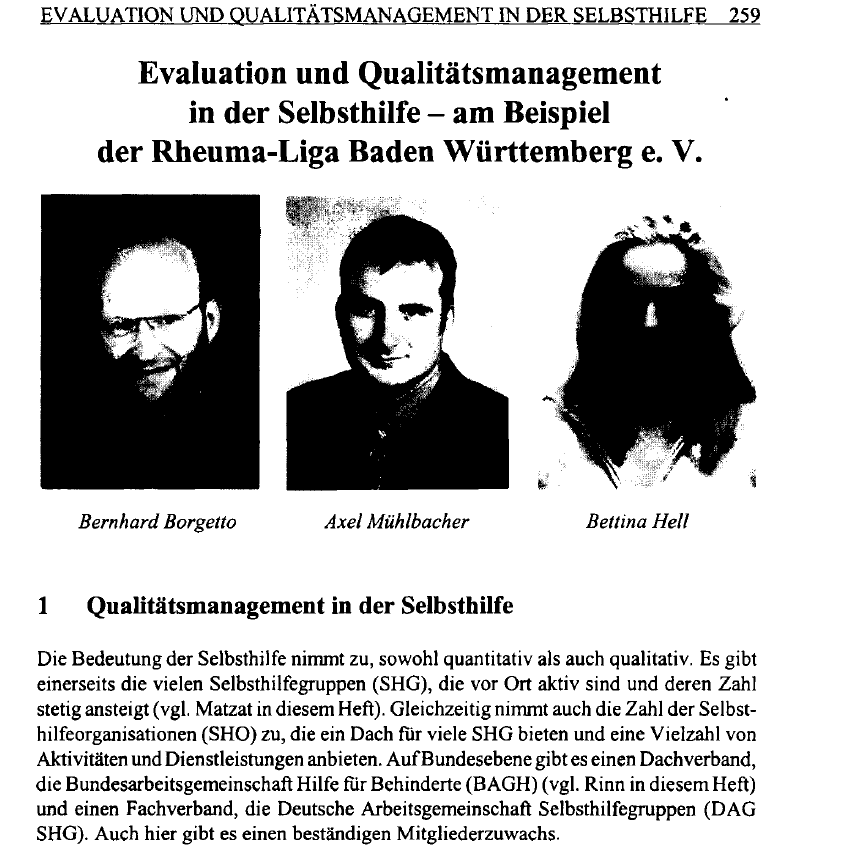 EVALUATION UND QUALITÄTSMANAGEMENT IN DER SELBSTHILFE 259
Evaluation und Qualitätsmanagement
in der Selbsthilfe – am Beispiel
der Rheuma-Liga Baden Württemberg e. V.
Bernhard Borgetto
Axel Mühlbacher
Bettina Hell
1 Qualitätsmanagement in der Selbsthilfe
Die Bedeutung der Selbsthilfe nimmt zu, sowohl quantitativ als auch qualitativ. Es gibt
einerseits die vielen Selbsthilfegruppen (SHG), die vor Ort aktiv sind und deren Zahl
stetig ansteigt (vgl. Matzat in diesem Heft). Gleichzeitig nimmt auch die Zahl der Selbst-
hilfeorganisationen (SHO) zu, die ein Dach für viele SHG bieten und eine Vielzahl von
Aktivitäten und Dienstleistungen anbieten. Auf Bundesebene gibt es einen Dachverband,
die Bundesarbeitsgemeinschaft Hilfe für Behinderte (BAGH) (vgl. Rinn in diesem Heft)
und einen Fachverband, die Deutsche Arbeitsgemeinschaft Selbsthilfegruppen (DAG
SHG). Auch hier gibt es einen beständigen Mitgliederzuwachs.